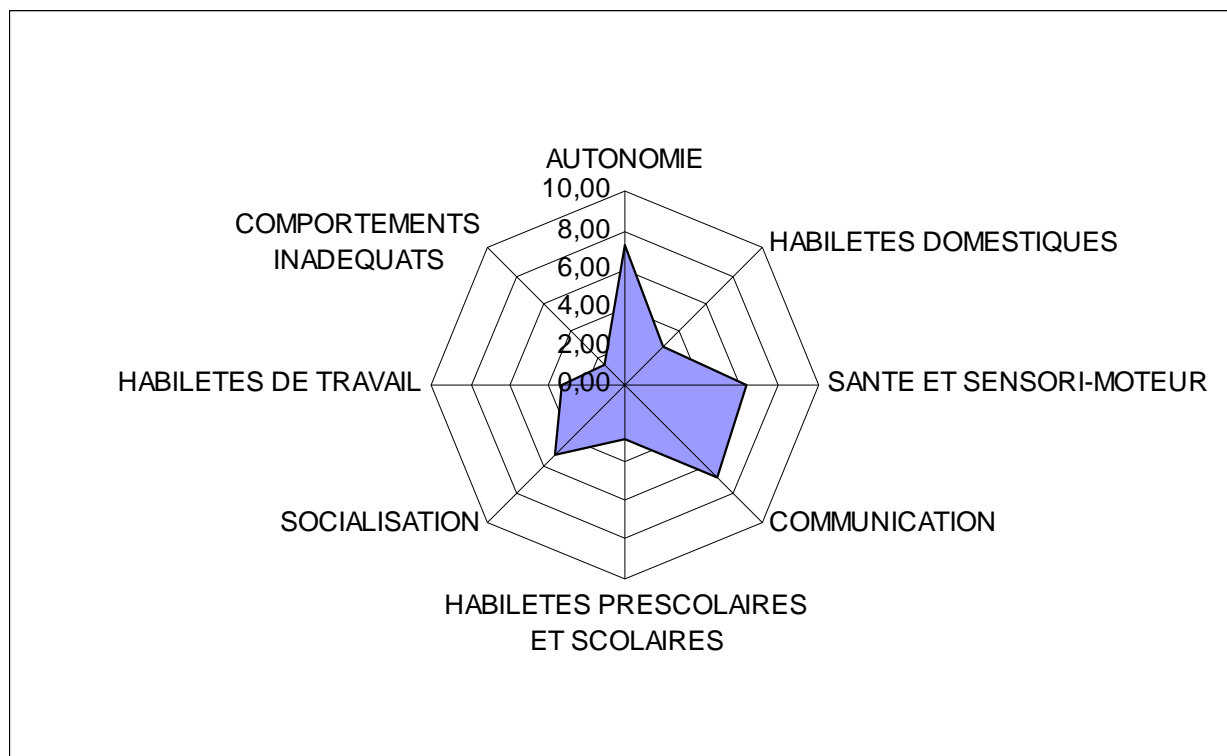 AUTONOMIE
10,00
8,00
6,00
4,00
2,00
0,00
HABILETES DOMESTIQUES
SANTE ET SENSORI-MOTEUR
COMMUNICATION
HABILETES PRESCOLAIRES
ET SCOLAIRES
SOCIALISATION
HABILETES DE TRAVAIL
COMPORTEMENTS
INADEQUATS